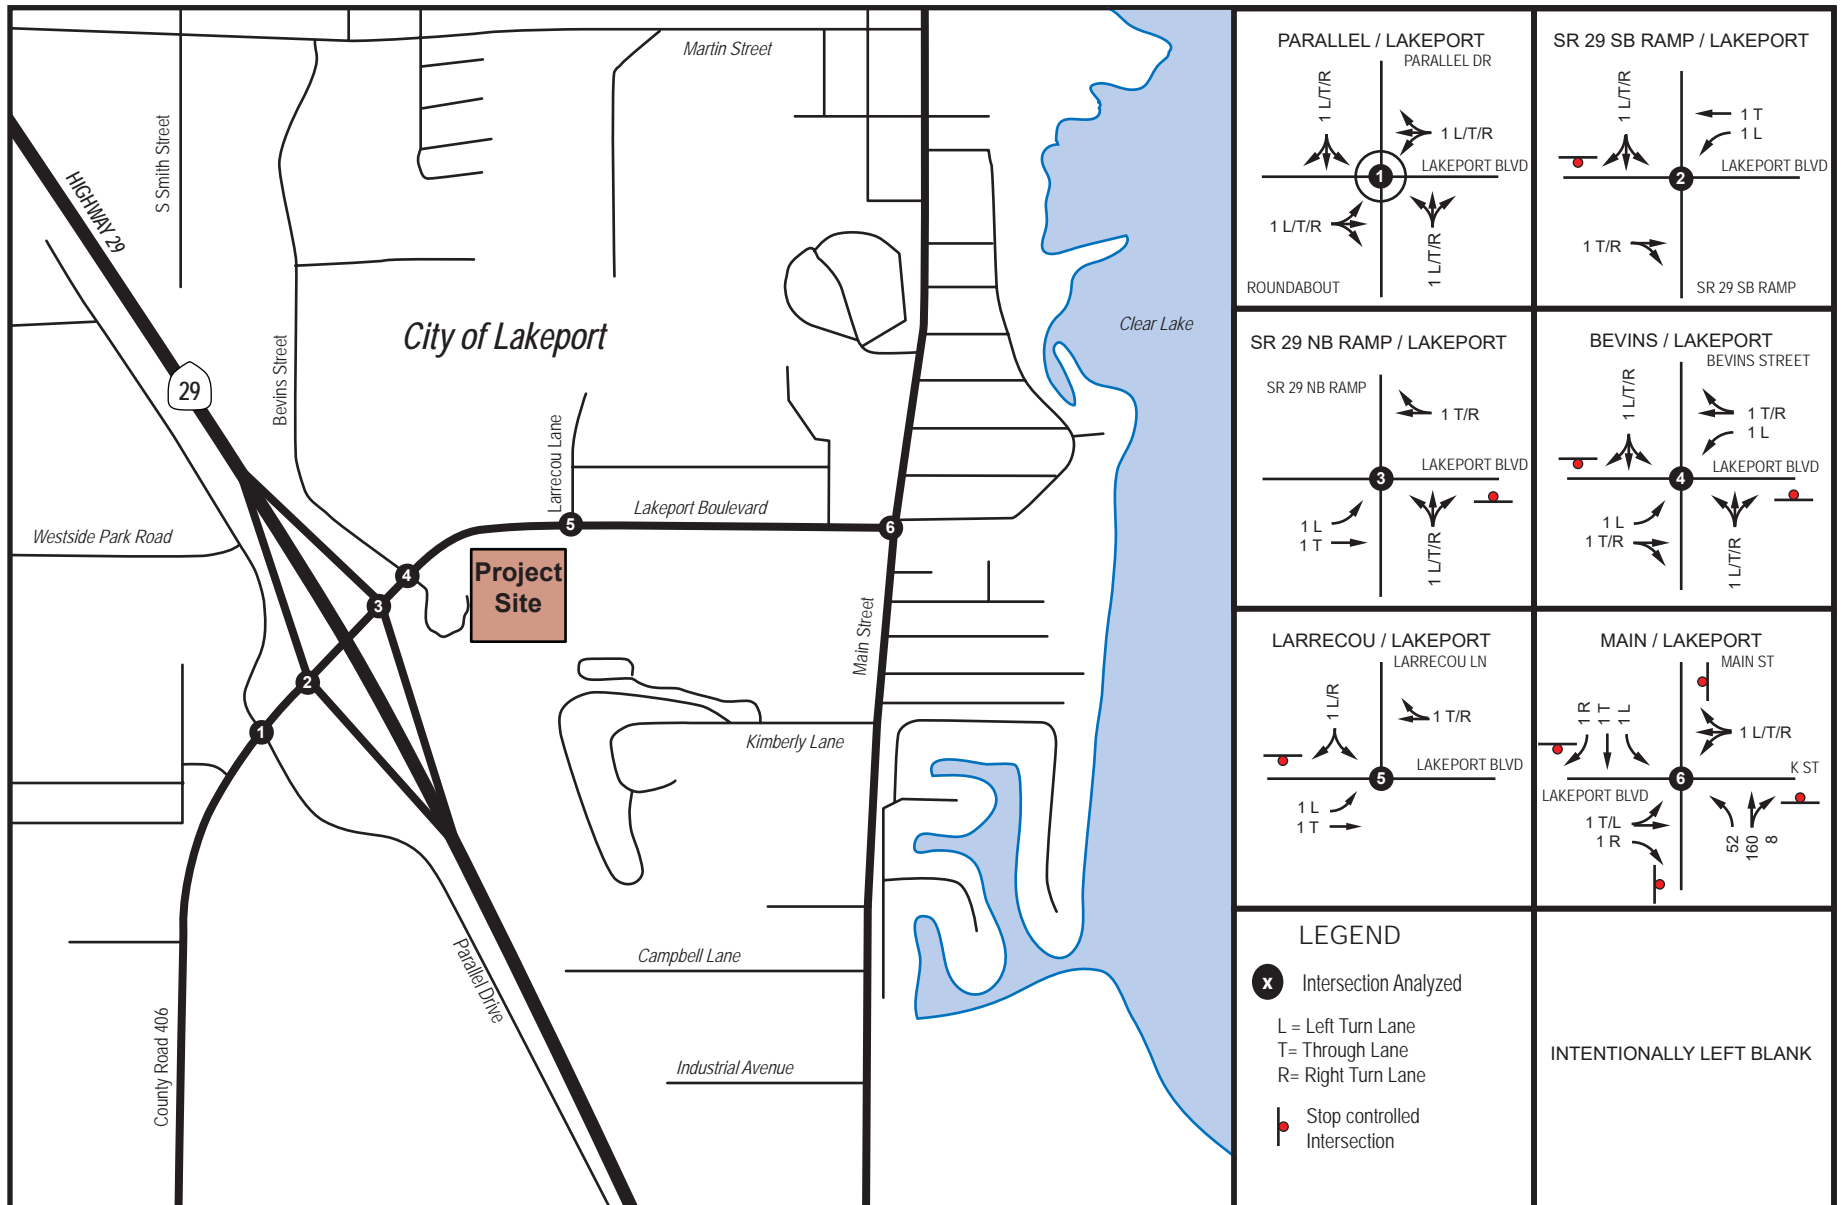 Martin Street
S Smith Street
HIGHWAY 29
29
Bevins Street
City of Lakeport
Clear Lake
Larrecou Lane
Lakeport Boulevard
Westside Park Road
Project
Site
1
2
3
4
5
6
Main Street
Kimberly Lane
Campbell Lane
Parallel Drive
County Road 406
Industrial Avenue
PARALLEL / LAKEPORT
PARALLEL DR
1 L/T/R
1 L/T/R
LAKEPORT BLVD
1
1 L/T/R
1 L/T/R
ROUNDABOUT
SR 29 SB RAMP / LAKEPORT
1 L/T/R
1 T
1 L
LAKEPORT BLVD
2
1 T/R
SR 29 SB RAMP
SR 29 NB RAMP / LAKEPORT
SR 29 NB RAMP
1 T/R
LAKEPORT BLVD
3
1 L
1 T
1 L/T/R
BEVINS / LAKEPORT
BEVINS STREET
1 L/T/R
1 T/R
1 L
LAKEPORT BLVD
4
1 L
1 T/R
1 L/T/R
LARRECOU / LAKEPORT
LARRECOU LN
1 L/R
1 T/R
LAKEPORT BLVD
5
1 L
1 T
MAIN / LAKEPORT
MAIN ST
1 R
1 T
1 L
1 L/T/R
K ST
6
LAKEPORT BLVD
1 T/L
1 R
52
160
8
LEGEND
x Intersection Analyzed
L = Left Turn Lane
T= Through Lane
R= Right Turn Lane
Stop controlled
Intersection
INTENTIONALLY LEFT BLANK